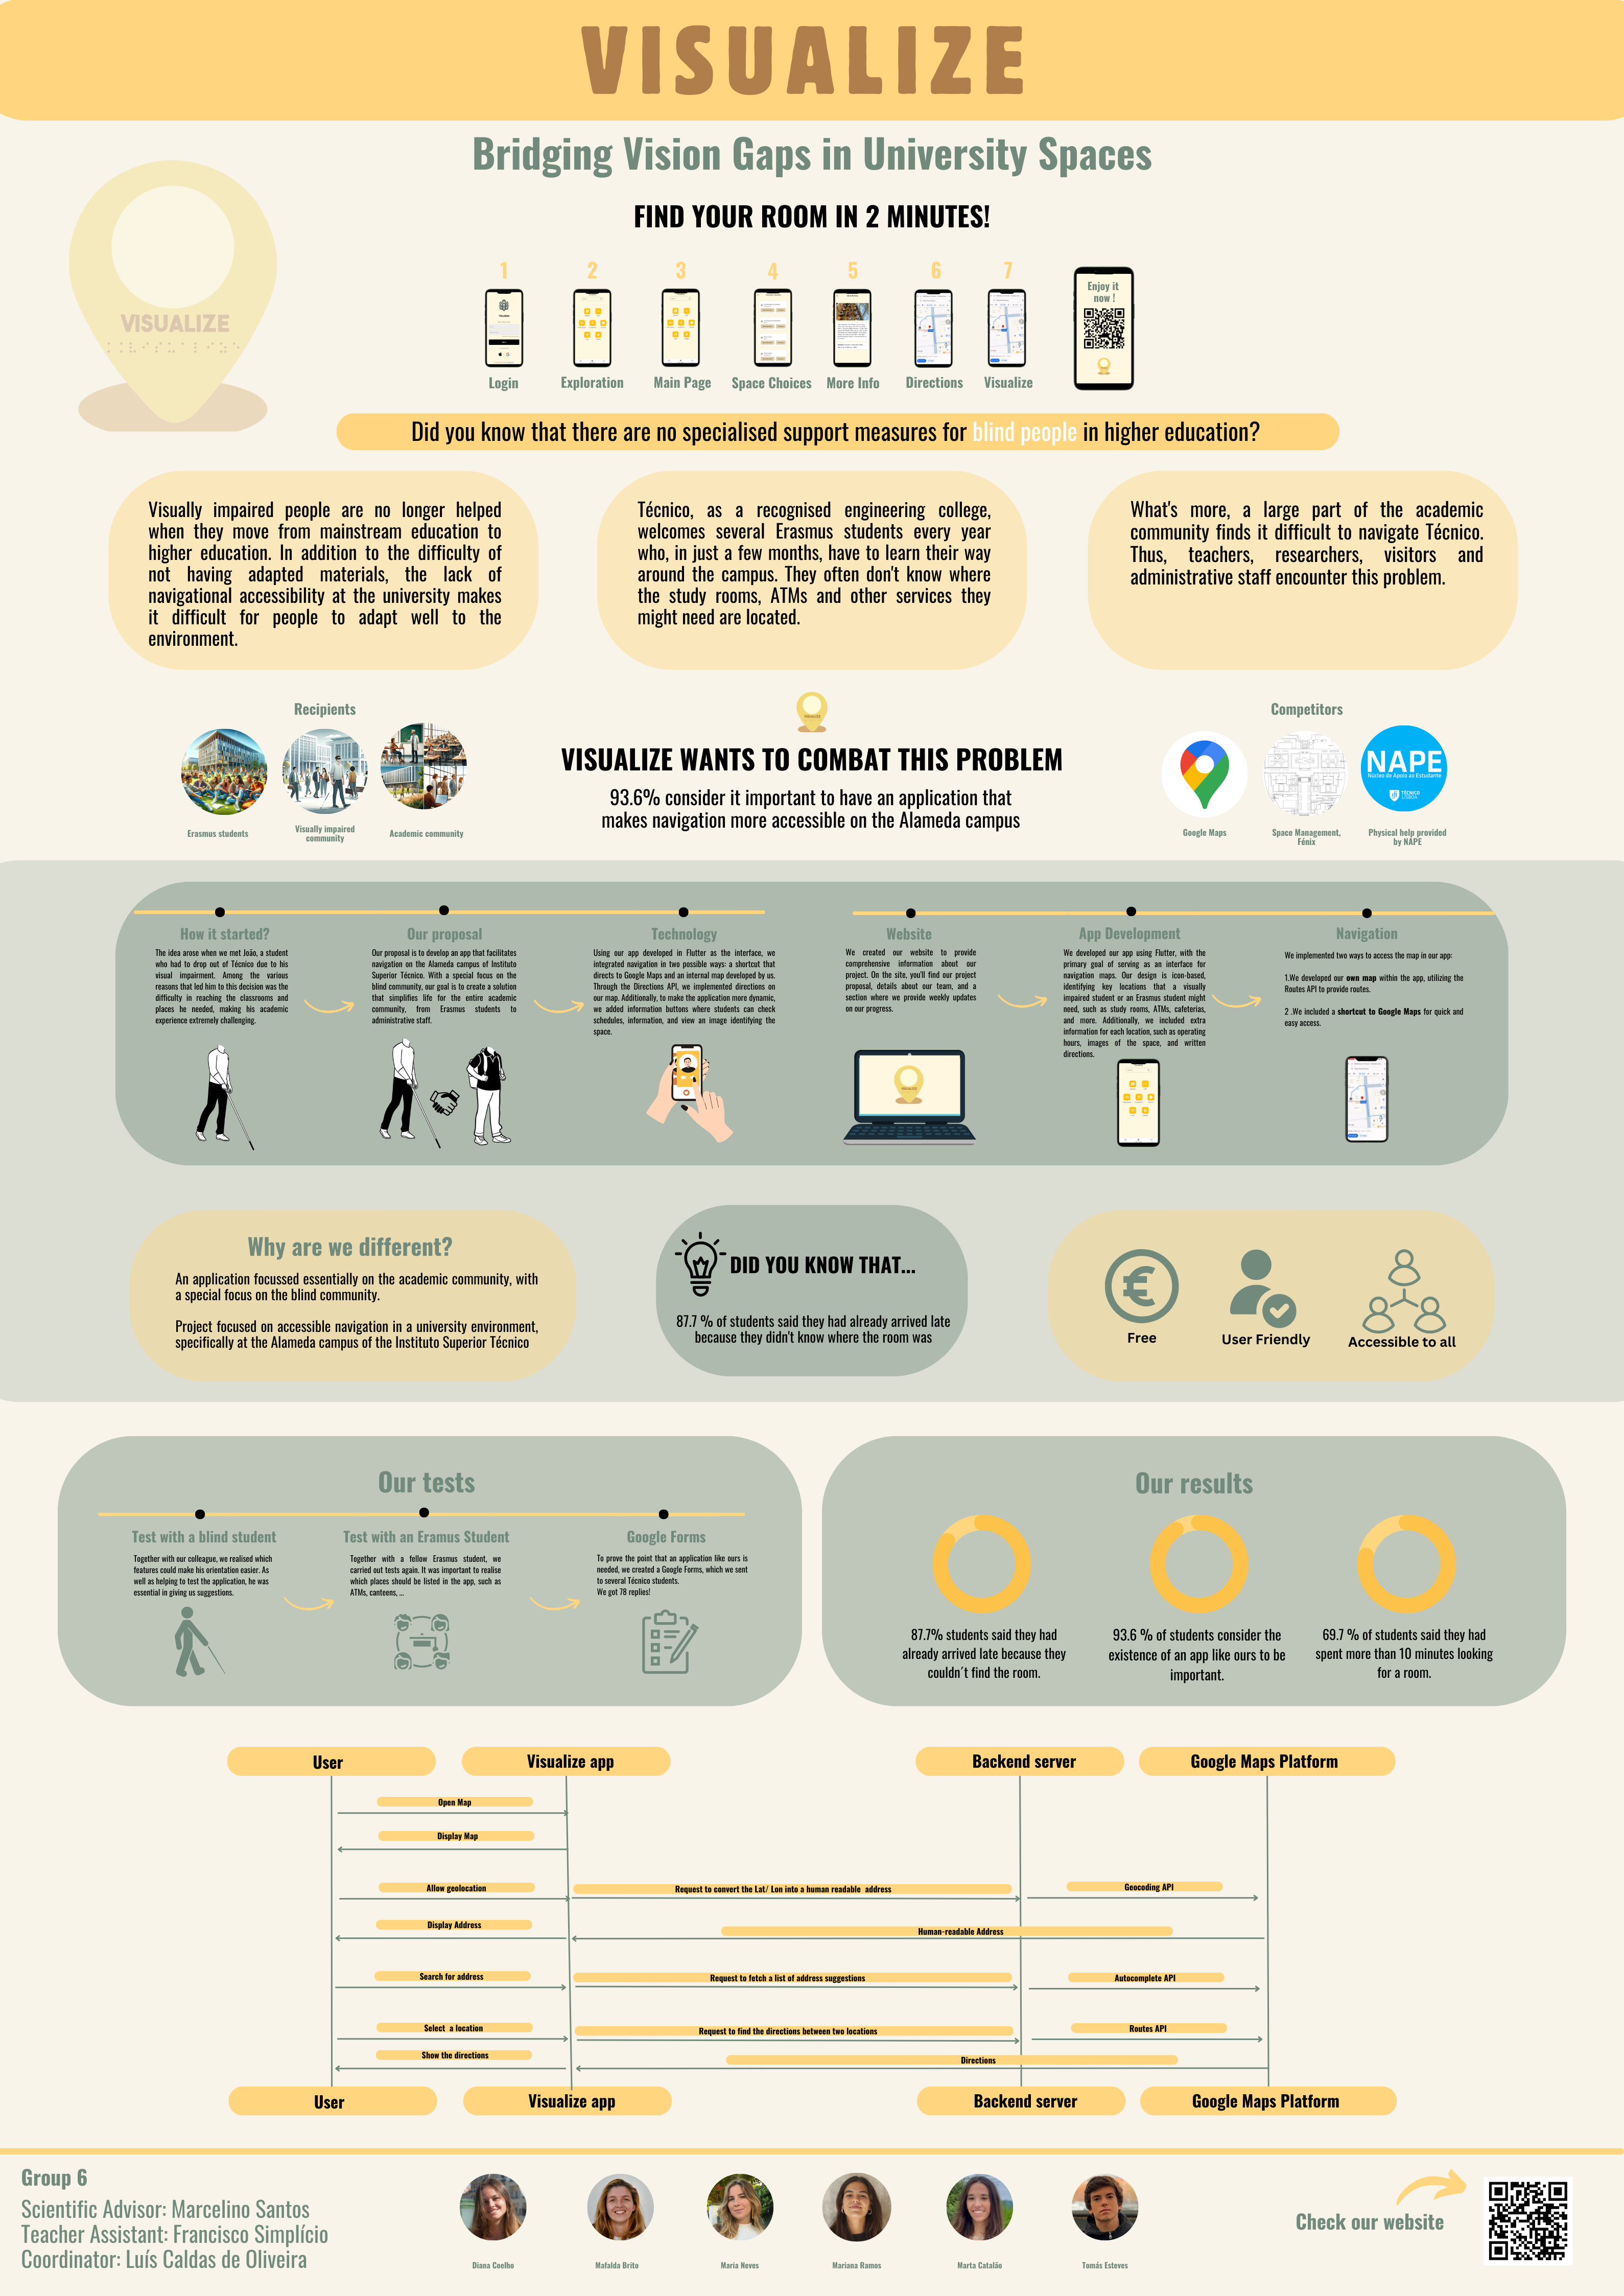 VISUALIZE
Bridging Vision Gaps in University Spaces
FIND YOUR ROOM IN 2 MINUTES!
VISUALIZE
1
2
3
4
5
6
7
Enjoy it
now !
Login
Exploration
Main Page
Space Choices
More Info
Directions
Visualize
Did you know that there are no specialised support measures for blind people in higher education?
Visually impaired people are no longer helped
when they move from mainstream education to
higher education. In addition to the difficulty of
not having adapted materials, the lack of
navigational accessibility at the university makes
it difficult for people to adapt well to the
environment.
Técnico, as a recognised engineering college,
welcomes several Erasmus students every year
who, in just a few months, have to learn their way
around the campus. They often don't know where
the study rooms, ATMs and other services they
might need are located.
What's more, a large part of the academic
community finds it difficult to navigate Técnico.
Thus, teachers, researchers, visitors and
administrative staff encounter this problem.
Recipients
Erasmus students
Visually impaired
community
Academic community
VISUALIZE
VISUALIZE WANTS TO COMBAT THIS PROBLEM
93.6% consider it important to have an application that
makes navigation more accessible on the Alameda campus
Competitors
NAPE
Núcleo de Apoio ao Estudante
TÉCNICO
LISBOA
Google Maps
Space Management,
Fénix
Physical help provided
by NAPE
How it started?
The idea arose when we met João, a student
who had to drop out of Técnico due to his
visual impairment. Among the various
reasons that led him to this decision was the
difficulty in reaching the classrooms and
places he needed, making his academic
experience extremely challenging.
Our proposal
Our proposal is to develop an app that facilitates
navigation on the Alameda campus of Instituto
Superior Técnico. With a special focus on the
blind community, our goal is to create a solution
that simplifies life for the entire academic
community, from Erasmus students to
administrative staff.
Technology
Using our app developed in Flutter as the interface, we
integrated navigation in two possible ways: a shortcut that
directs to Google Maps and an internal map developed by us.
Through the Directions API, we implemented directions on
our map. Additionally, to make the application more dynamic,
we added information buttons where students can check
schedules, information, and view an image identifying the
space.
Website
We created our website to provide
comprehensive information about our
project. On the site, you'll find our project
proposal, details about our team, and a
section where we provide weekly updates
on our progress.
VISUALIZE
App Development
We developed our app using Flutter, with the
primary goal of serving as an interface for
navigation maps. Our design is icon-based,
identifying key locations that a visually
impaired student or an Erasmus student might
need, such as study rooms, ATMs, cafeterias,
and more. Additionally, we included extra
information for each location, such as operating
hours, images of the space, and written
directions.
Navigation
We implemented two ways to access the map in our app:
1.We developed our own map within the app, utilizing the
Routes API to provide routes.
2 .We included a shortcut to Google Maps for quick and
easy access.
Why are we different?
An application focussed essentially on the academic community, with
a special focus on the blind community.
Project focused on accessible navigation in a university environment,
specifically at the Alameda campus of the Instituto Superior Técnico
DID YOU KNOW THAT...
87.7 % of students said they had already arrived late
because they didn't know where the room was
€
Free
User Friendly
Accessible to all
Our tests
Test with a blind student
Together with our colleague, we realised which
features could make his orientation easier. As
well as helping to test the application, he was
essential in giving us suggestions.
Test with an Eramus Student
Together with a fellow Erasmus student, we
carried out tests again. It was important to realise
which places should be listed in the app, such as
ATMs, canteens, ...
Google Forms
To prove the point that an application like ours is
needed, we created a Google Forms, which we sent
to several Técnico students.
We got 78 replies!
Our results
87.7% students said they had
already arrived late because they
couldn´t find the room.
93.6 % of students consider the
existence of an app like ours to be
important.
69.7 % of students said they had
spent more than 10 minutes looking
for a room.
User
Visualize app
Backend server
Google Maps Platform
Open Map
Display Map
Allow geolocation
Request to convert the Lat/ Lon into a human readable address
Geocoding API
Display Address
Human-readable Address
Search for address
Request to fetch a list of address suggestions
Autocomplete API
Select a location
Request to find the directions between two locations
Routes API
Show the directions
Directions
User
Visualize app
Backend server
Google Maps Platform
Group 6
Scientific Advisor: Marcelino Santos
Teacher Assistant: Francisco Simplício
Coordinator: Luís Caldas de Oliveira
Diana Coelho
Mafalda Brito
Maria Neves
Mariana Ramos
Marta Catalão
Tomás Esteves
Check our website